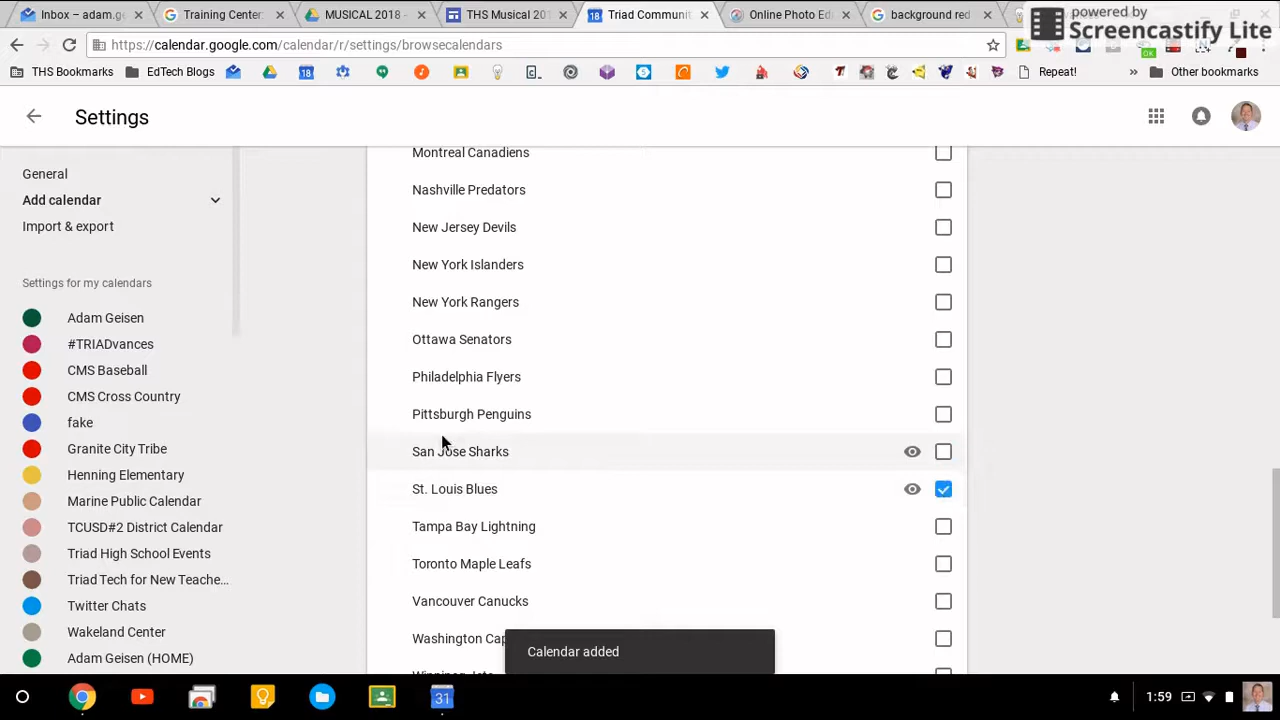 Inbox – adam.ge
Training Center:
MUSICAL 2018-
THS Musical 201
Triad Communit
Online Photo Edi
background red
powered by
Screencastify Lite
https://calendar.google.com/calendar/r/settings/browsecalendrs
THS Bookmarks
EdTech Blogs
Repeat!
Other bookmarks
Settings
General
Add calendar
Import & export
Settings for my calendars
Adam Geisen
#TRIADvances
CMS Baseball
CMS Cross Country
fake
Granite City Tribe
Henning Elementary
Marine Public Calendar
TCUSD#2 District Calendar
Triad High School Events
Triad Tech for New Teache...
Twitter Chats
Wakeland Center
Adam Geisen (HOME)
Montreal Canadiens
Nashville Predators
New Jersey Devils
New York Islanders
New York Rangers
Ottawa Senators
Philadelphia Flyers
Pittsburgh Penguins
San Jose Sharks
St. Louis Blues
Tampa Bay Lightning
Toronto Maple Leafs
Vancouver Canucks
Washington Cap
Winnipeg Jets
Calendar added
1:59